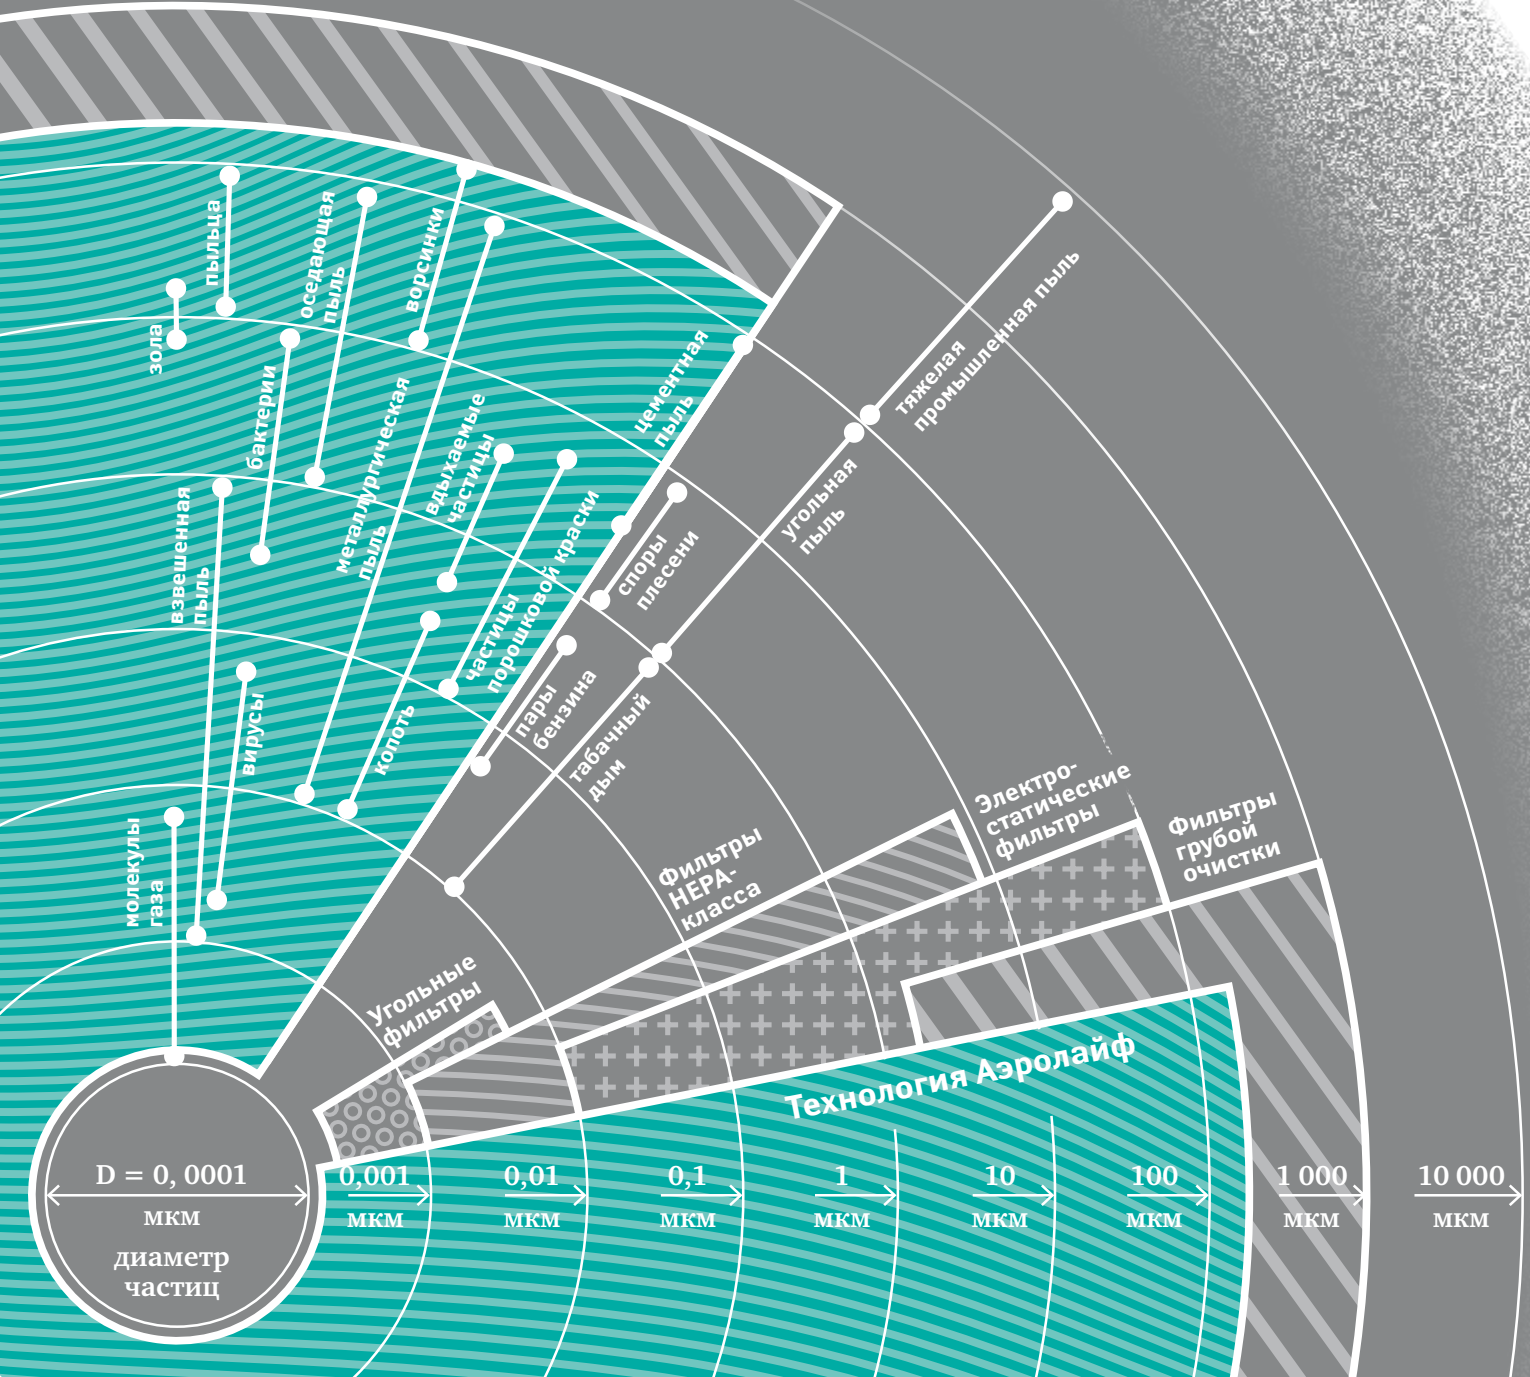 пыльца
зола
оседающая
пыль
ворсинки
бактерии
металлургическая
пыль
вдыхаемые
частицы
цементная
пыль
тяжелая
промышленная пыль
взвешенная
пыль
частицы
порошковой краски
споры
плесени
угольная
пыль
вирусы
копоть
пары
бензина
табачный
дым
молекулы
газа
Угольные
фильтры
Фильтры
HEPA-
класса
Электро-
статические
фильтры
Фильтры
грубой
очистки
Технология Аэролайф
D = 0, 0001
мкм
диаметр
частиц
0,001
мкм
0,01
мкм
0,1
мкм
1
мкм
10
мкм
100
мкм
1 000
мкм
10 000
мкм